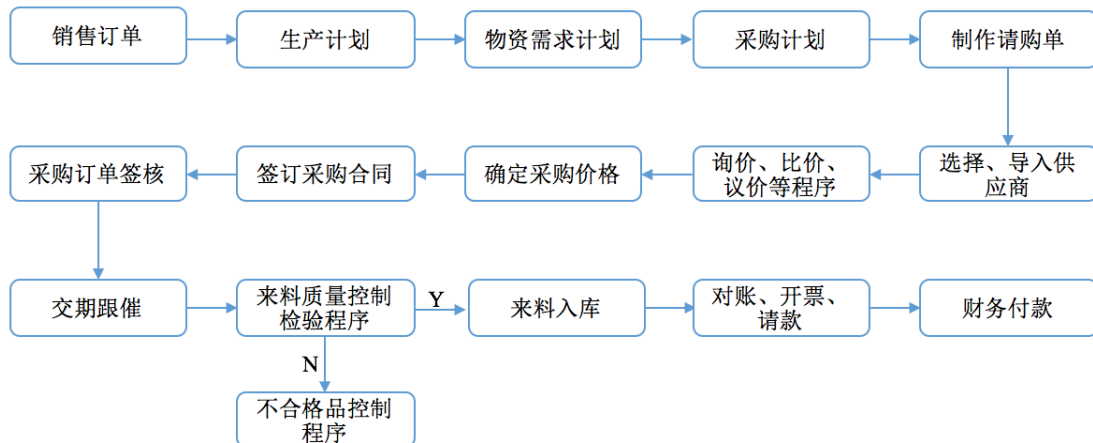 销售订单
生产计划
物资需求计划
采购计划
制作请购单
选择、导入供
应商
询价、比价、
议价等程序
确定采购价格
签订采购合同
采购订单签核
交期跟催
来料质量控制
检验程序
Y
来料入库
对账、开票、
请款
财务付款
N
不合格品控制
程序